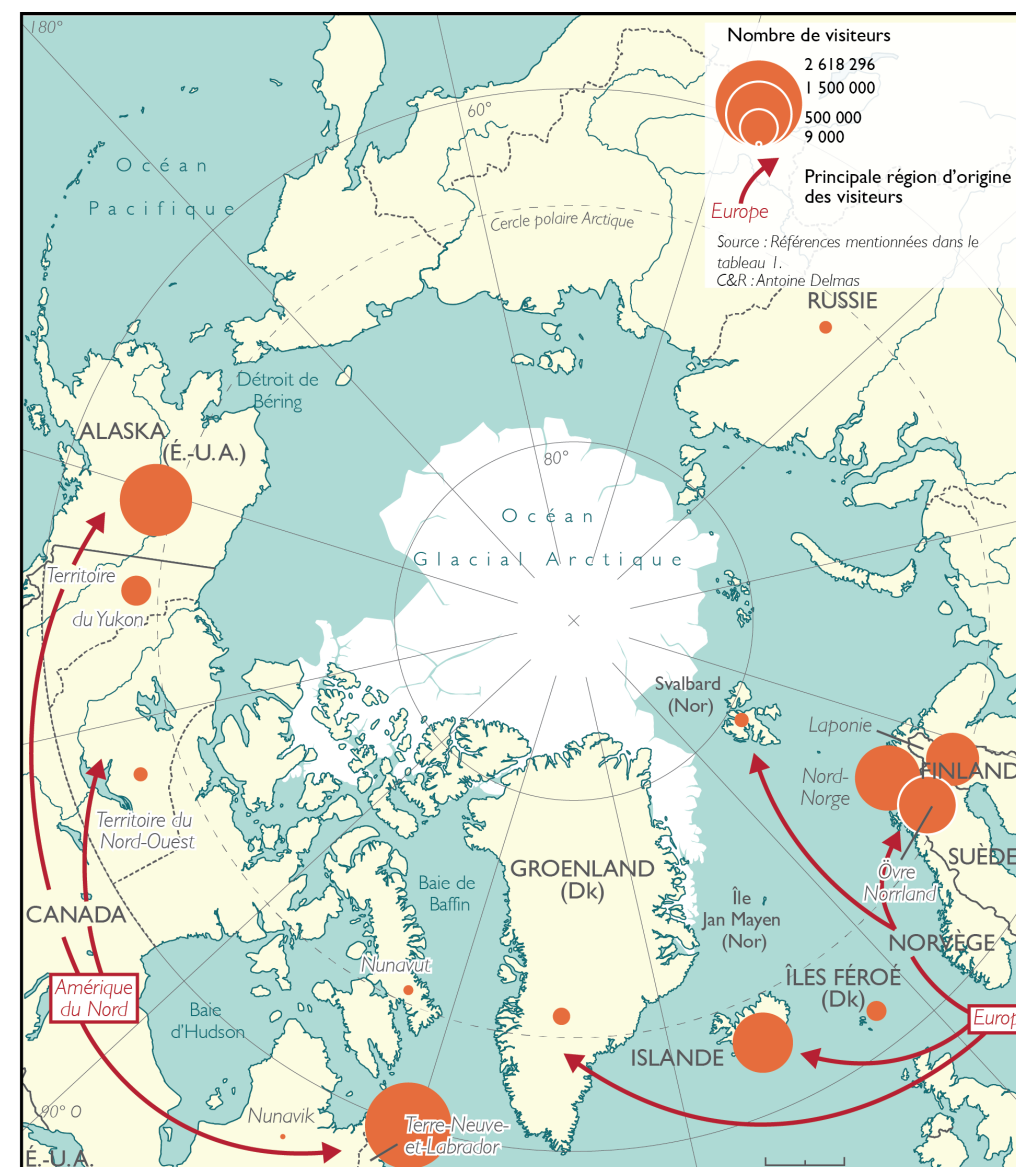 180°
60°
Nombre de visiteurs
2 618 296
1 500 000
500 000
9 000
Principale région d'origine
des visiteurs
Europe
Source : Références mentionnées dans le
tableau 1.
C&R : Antoine Delmas
Océan
Pacifique
Cercle polaire Arctique
RUSSIE
Détroit de
Béring
ALASKA
(É.-U.A.)
80°
Océan
Glacial Arctique
Territoire
du Yukon
Svalbard
(Nor)
Laponie
FINLAND
Nord-
Norge
Territoire du
Nord-Ouest
SUÈDE
GROENLAND
(Dk)
Övre
Norrland
Baie de
Baffin
Île
Jan Mayen
(Nor)
CANADA
NORVÈGE
Nunavut
ÎLES FÉROÉ
(Dk)
Amérique
du Nord
Baie
d'Hudson
Europ
ISLANDE
90° O
Nunavik
Terre-Neuve-
et-Labrador
É.-U.A.